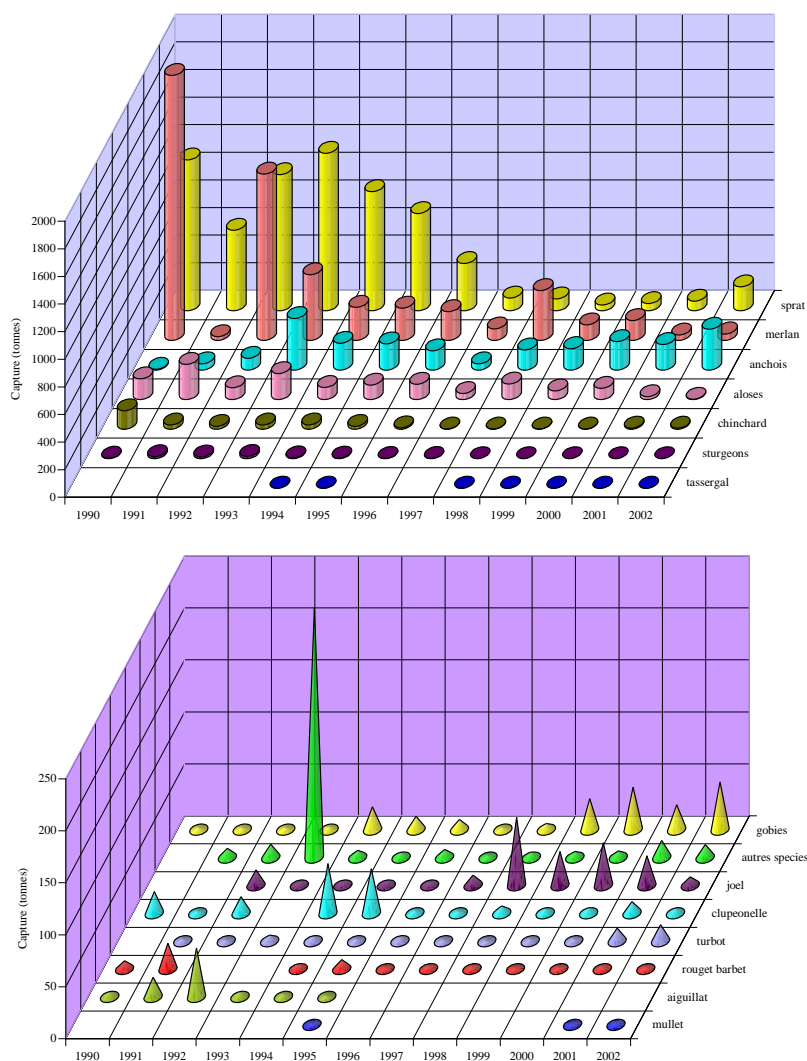 2000
1800
1600
1400
1200
1000
800
600
400
200
0
Capture (tonnes)
sprat
merlan
anchois
aloses
chinchard
sturgeons
tassergal
1990 1991 1992 1993 1994 1995 1996 1997 1998 1999 2000 2001 2002
250
200
150
100
50
0
Capture (tonnes)
gobies
autres species
joel
clupeonelle
turbot
rouget barbet
aiguillat
mullet
1990 1991 1992 1993 1994 1995 1996 1997 1998 1999 2000 2001 2002